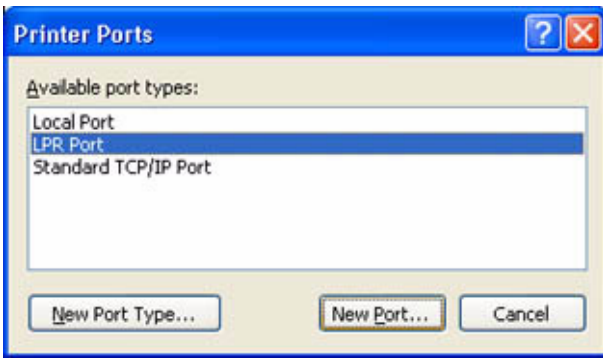 Printer Ports
Available port types:
Local Port
LPR Port
Standard TCP/IP Port
New Port Type... New Port... Cancel